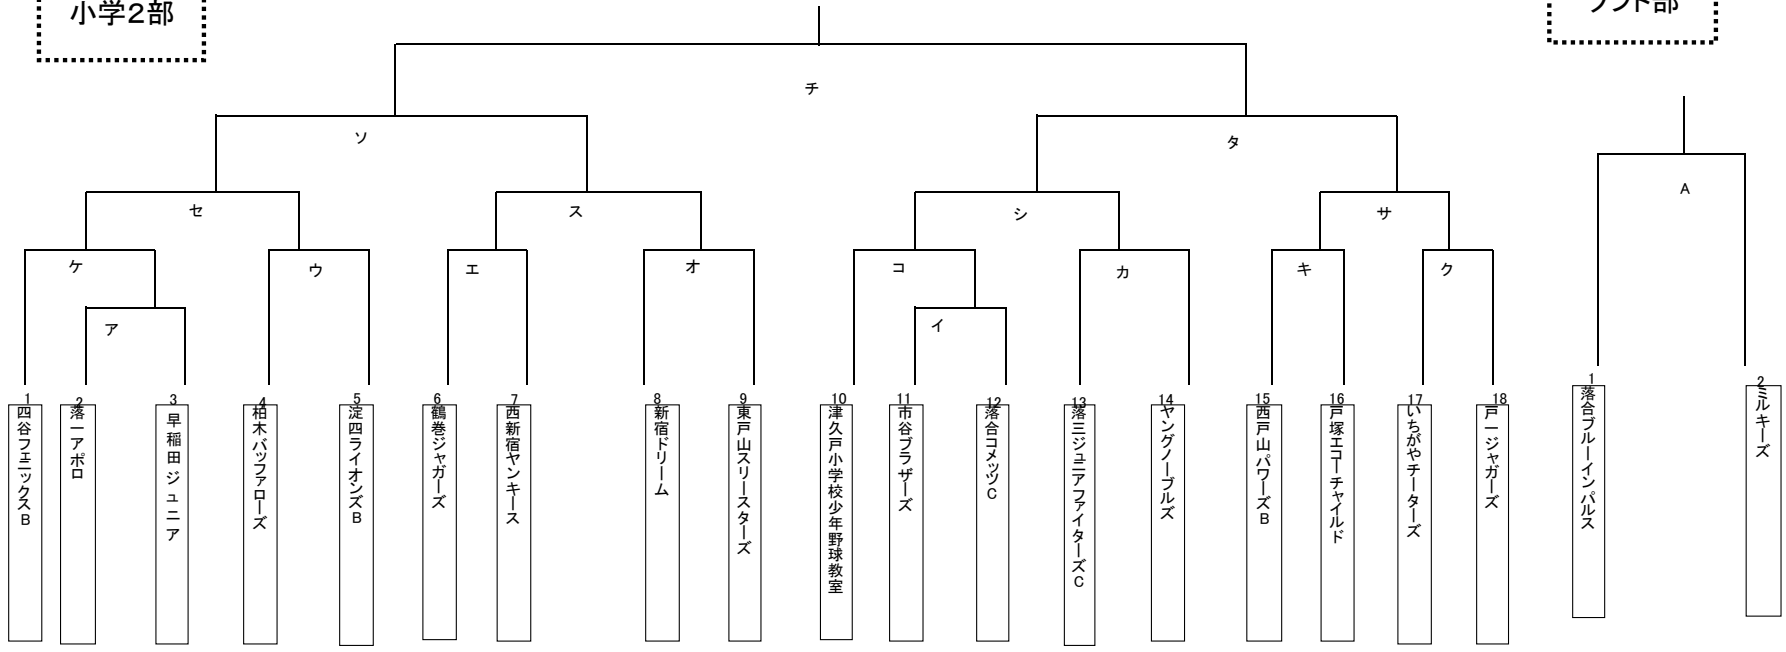 小学2部
チ
ソ
タ
セ
ス
シ
サ
ケ
ウ
エ
オ
コ
カ
キ
ク
ア
イ
1
四谷フェニックスB
2
落一アポロ
3
早稲田ジュニア
4
柏木バッファローズ
5
淀四ライオンズB
6
鶴巻ジャガーズ
7
西新宿ヤンキース
8
新宿ドリーム
9
東戸山スリースターズ
10
津久戸小学校少年野球教室
11
市谷ブラザーズ
12
落合コメッツC
13
落三ジュニアファイターズC
14
ヤングノーブルズ
15
西戸山パワーズB
16
戸塚エコーチャイルド
17
いちがやチーターズ
18
戸一ジャガーズ
A
1
落合ブルーインパルス
2
ミルキーズ